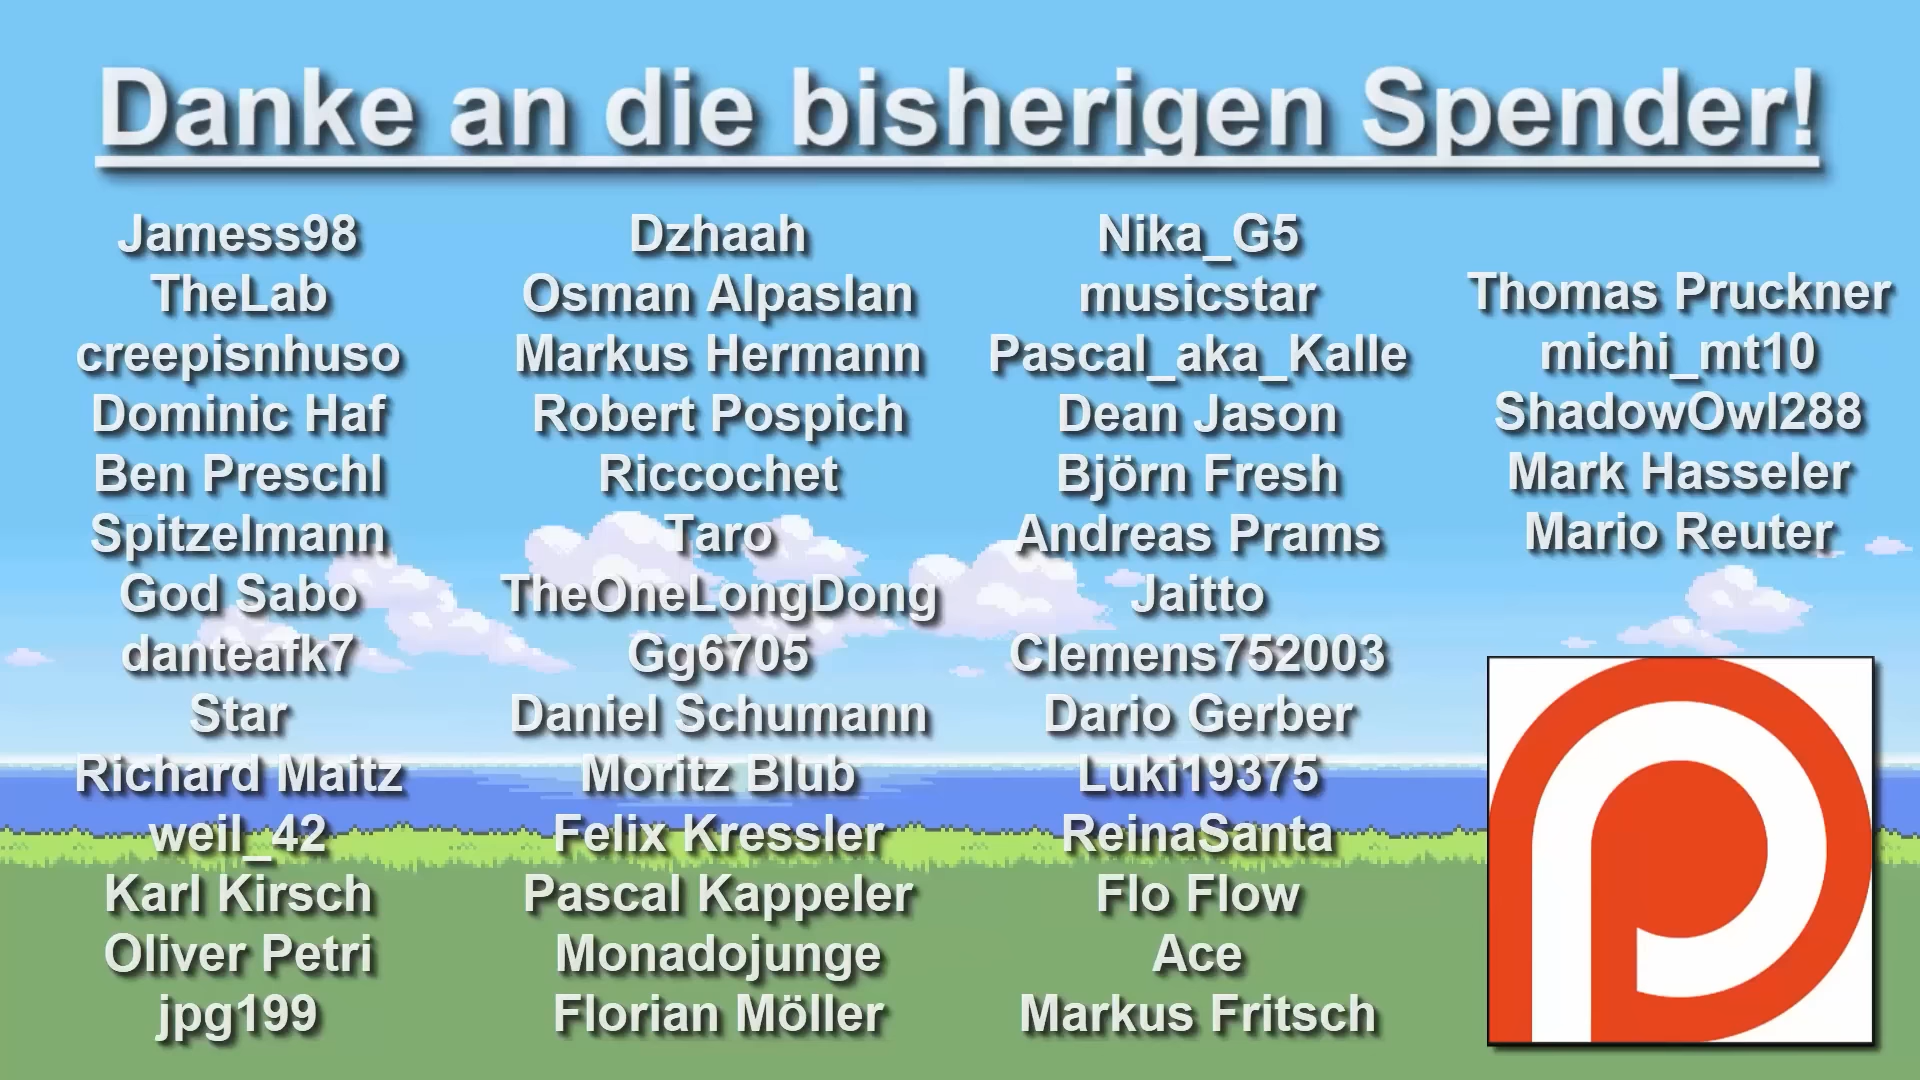 Danke an die bisherigen Spender!
Jamess98
TheLab
creepisnhuso
Dominic Haf
Ben Preschl
Spitzelmann
God Sabo
danteafk7
Star
Richard Maitz
weil_42
Karl Kirsch
Oliver Petri
jpg199
Dzhaah
Osman Alpaslan
Markus Hermann
Robert Pospich
Riccochet
Taro
TheOneLongDong
Gg6705
Daniel Schumann
Moritz Blub
Felix Kressler
Pascal Kappeler
Monadojunge
Florian Möller
Nika_G5
musicstar
Pascal_aka_Kalle
Dean Jason
Björn Fresh
Andreas Prams
Jaitto
Clemens752003
Dario Gerber
Luki19375
ReinaSanta
Flo Flow
Ace
Markus Fritsch
Thomas Pruckner
michi_mt10
ShadowOwl288
Mark Hasseler
Mario Reuter